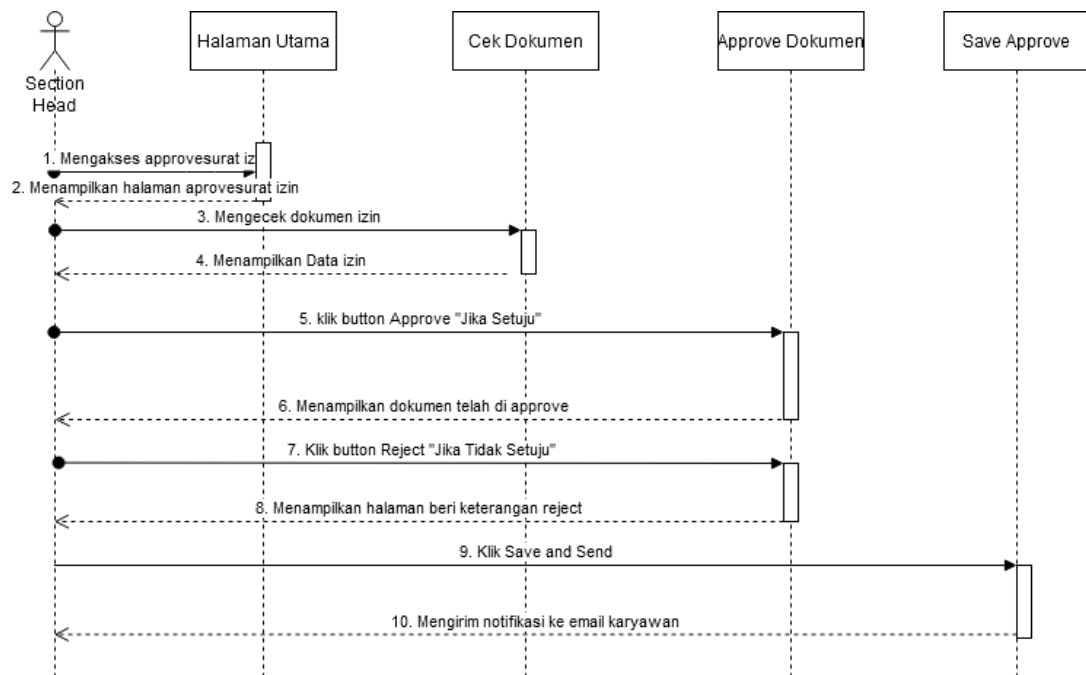 Halaman Utama
Cek Dokumen
Approve Dokumen
Save Approve
Section
Head
1. Mengakses approvesurat iz
2. Menampilkan halaman aprovesurat izin
3. Mengecek dokumen izin
4. Menampilkan Data izin
5. klik button Approve "Jika Setuju"
6. Menampilkan dokumen telah di approve
7. Klik button Reject "Jika Tidak Setuju"
8. Menampilkan halaman beri keterangan reject
9. Klik Save and Send
10. Mengirim notifikasi ke email karyawan